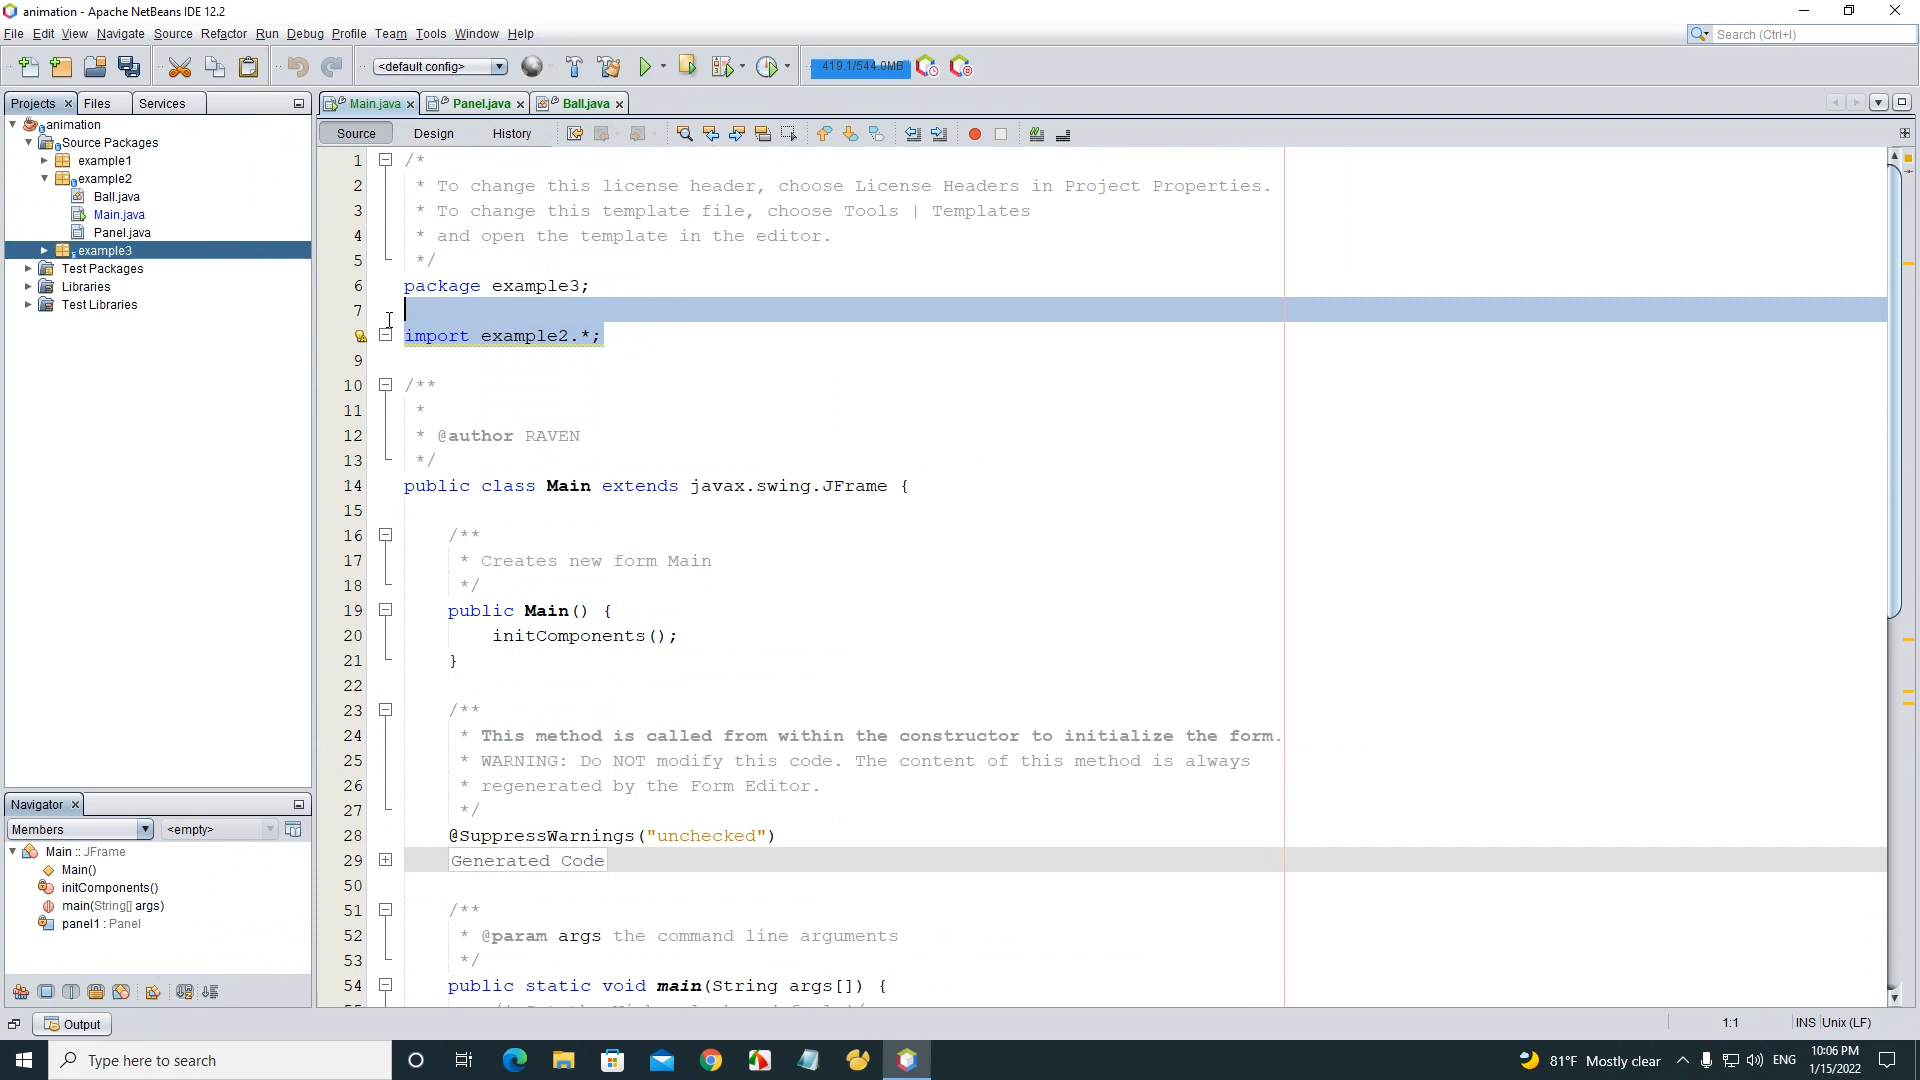 animation - Apache NetBeans IDE 12.2
File Edit View Navigate Source Refactor Run Debug Profile Team Tools Window Help
Search (Ctrl+I)
<default config>
419.1/544.0MB
Projects Files Services
Main.java Panel.java Ball.java
Source Design History
animation
Source Packages
example1
example2
Ball.java
Main.java
Panel.java
example3
Test Packages
Libraries
Test Libraries
1 /*
2 * To change this license header, choose License Headers in Project Properties.
3 * To change this template file, choose Tools | Templates
4 * and open the template in the editor.
5 */
6 package example3;
7
import example2.*;
9
10 /**
11 *
12 * @author RAVEN
13 */
14 public class Main extends javax.swing.JFrame {
15
16 /**
17 * Creates new form Main
18 */
19 public Main() {
20 initComponents();
21 }
22
23 /**
24 * This method is called from within the constructor to initialize the form.
25 * WARNING: Do NOT modify this code. The content of this method is always
26 * regenerated by the Form Editor.
27 */
28 @SuppressWarnings("unchecked")
29 Generated Code
50
51 /**
52 * @param args the command line arguments
53 */
54 public static void main(String args[]) {
Navigator
Members <empty>
Main :: JFrame
Main()
initComponents()
main(String[] args)
panel1 : Panel
Output
1:1 INS Unix (LF)
Type here to search
81°F Mostly clear ENG
10:06 PM
1/15/2022